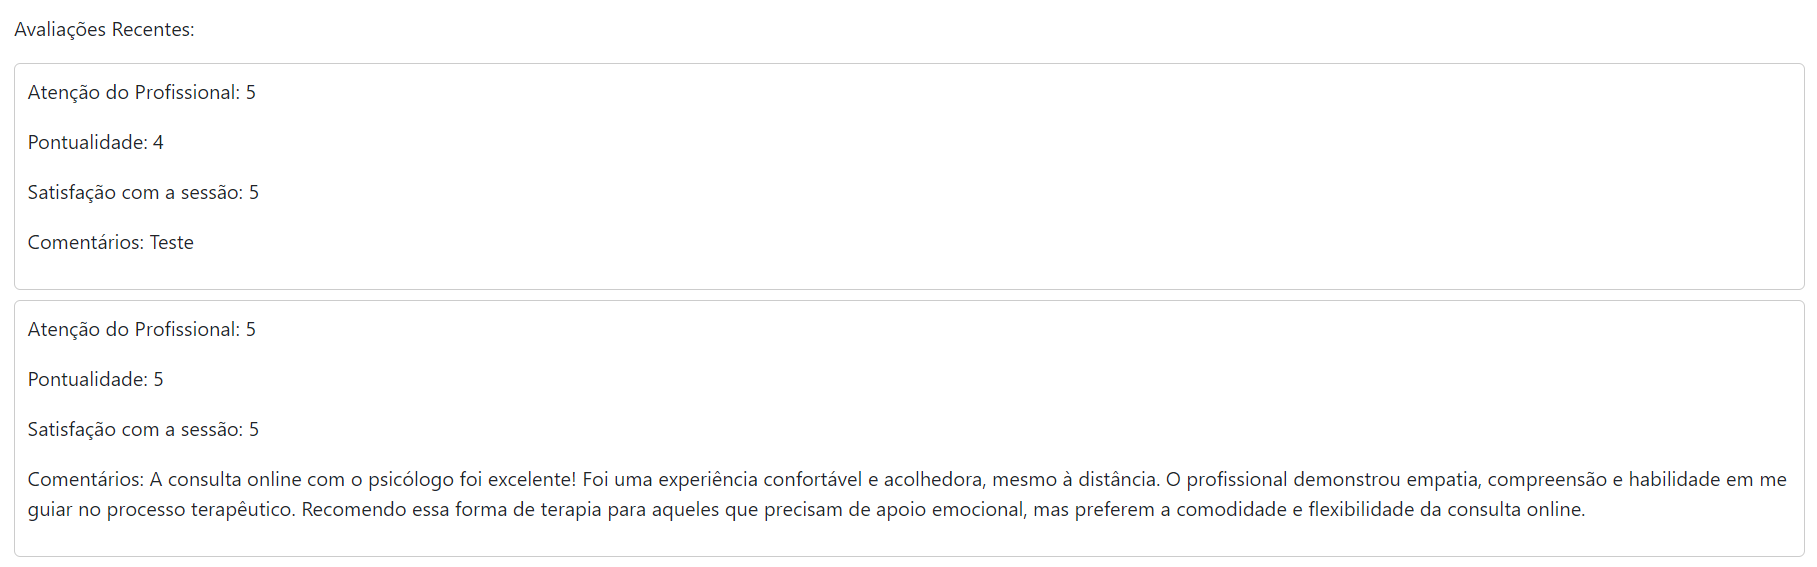 Avaliações Recentes:
Atenção do Profissional: 5
Pontualidade: 4
Satisfação com a sessão: 5
Comentários: Teste
Atenção do Profissional: 5
Pontualidade: 5
Satisfação com a sessão: 5
Comentários: A consulta online com o psicólogo foi excelente! Foi uma experiência confortável e acolhedora, mesmo à distância. O profissional demonstrou empatia, compreensão e habilidade em me
guiar no processo terapêutico. Recomendo essa forma de terapia para aqueles que precisam de apoio emocional, mas preferem a comodidade e flexibilidade da consulta online.